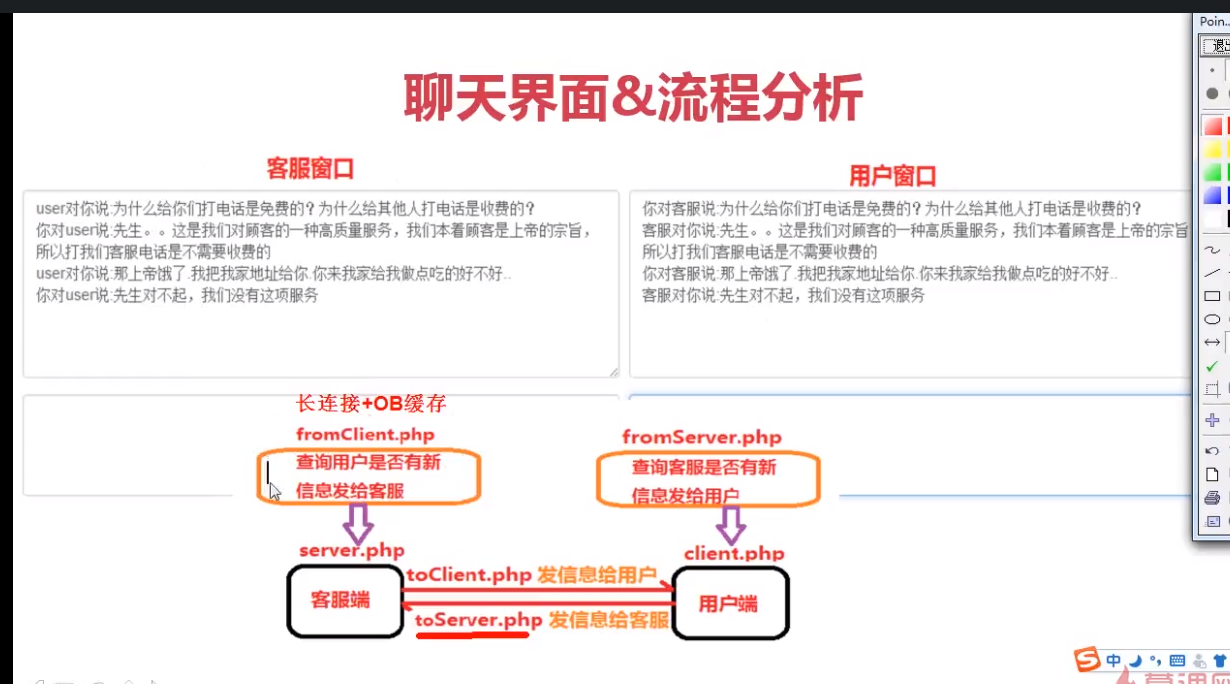 Poin..
退出
聊天界面&流程分析
客服窗口
用户窗口
user对你说:为什么给你们打电话是免费的？为什么给其他人打电话是收费的？
你对user说:先生。。这是我们对顾客的一种高质量服务，我们本着顾客是上帝的宗旨，
所以打我们客服电话是不需要收费的
user对你说:那上帝饿了.我把我家地址给你.你来我家给我做点吃的好不好..
你对user说:先生对不起，我们没有这项服务
你对客服说:为什么给你们打电话是免费的？为什么给其他人打电话是收费的？
客服对你说:先生。。这是我们对顾客的一种高质量服务，我们本着顾客是上帝的宗旨
所以打我们客服电话是不需要收费的
你对客服说:那上帝饿了.我把我家地址给你.你来我家给我做点吃的好不好..
客服对你说:先生对不起，我们没有这项服务
长连接+OB缓存
fromClient.php
查询用户是否有新
信息发给客服
fromServer.php
查询客服是否有新
信息发给用户
server.php
client.php
客服端
toClient.php 发信息给用户
toServer.php 发信息给客服
用户端
中